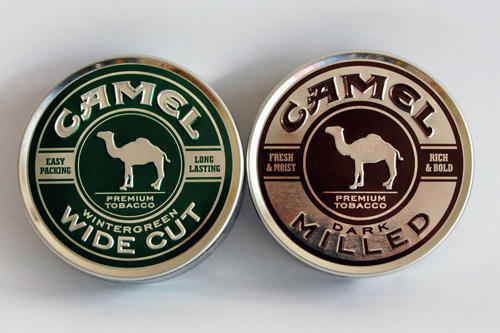 CAMEL
EASY
PACKING
LONG
LASTING
PREMIUM
TOBACCO
WINTERGREEN
WIDE CUT
CAMEL
FRESH
& MOIST
RICH
& BOLD
PREMIUM
TOBACCO
DARK
MILLED